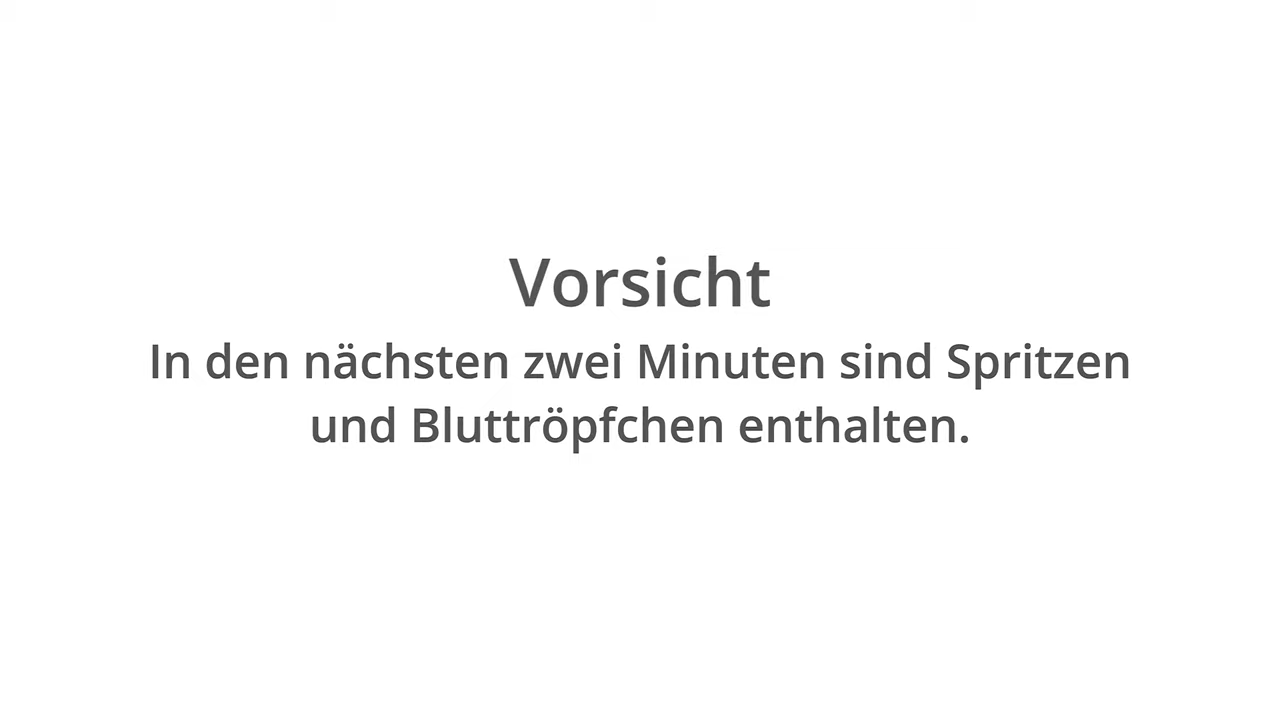 Vorsicht
In den nächsten zwei Minuten sind Spritzen
und Bluttröpfchen enthalten.